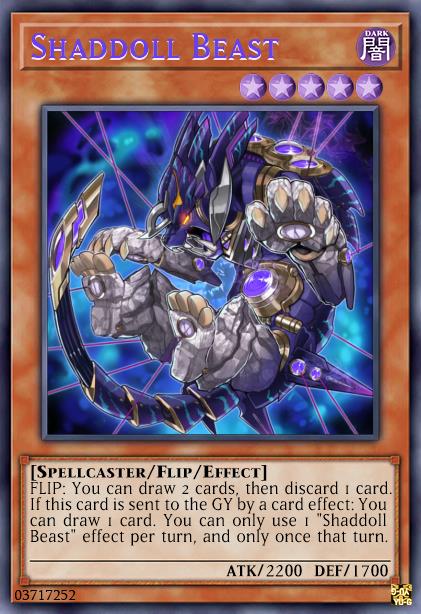 Shaddoll Beast
DARK
闇
[Spellcaster/Flip/Effect]
FLIP: You can draw 2 cards, then discard 1 card.
If this card is sent to the GY by a card effect: You
can draw 1 card. You can only use 1 "Shaddoll
Beast" effect per turn, and only once that turn.
ATK/2200 DEF/1700
03717252